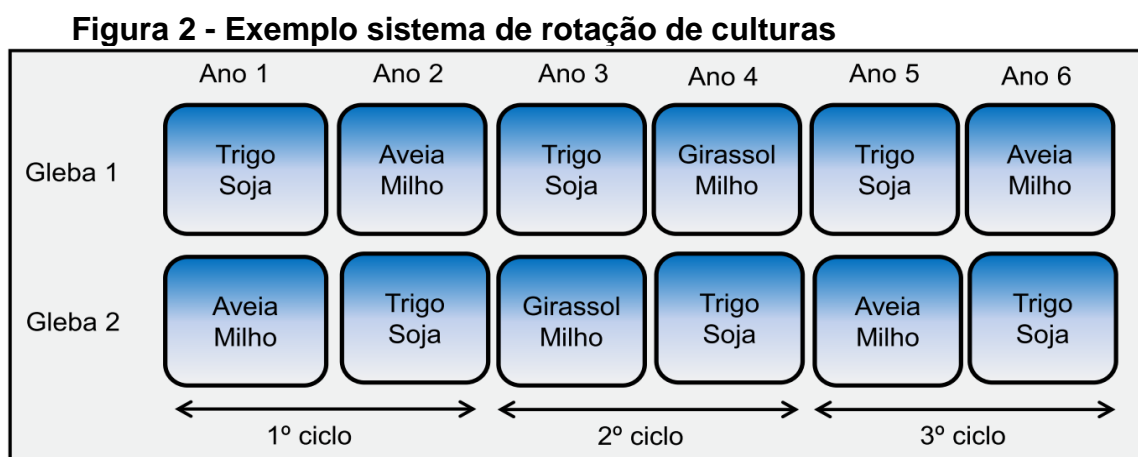 Figura 2 - Exemplo sistema de rotação de culturas
Ano 1 Ano 2 Ano 3 Ano 4 Ano 5 Ano 6
Gleba 1
Trigo
Soja
Aveia
Milho
Trigo
Soja
Girassol
Milho
Trigo
Soja
Aveia
Milho
Gleba 2
Aveia
Milho
Trigo
Soja
Girassol
Milho
Trigo
Soja
Aveia
Milho
Trigo
Soja
1º ciclo 2º ciclo 3º ciclo